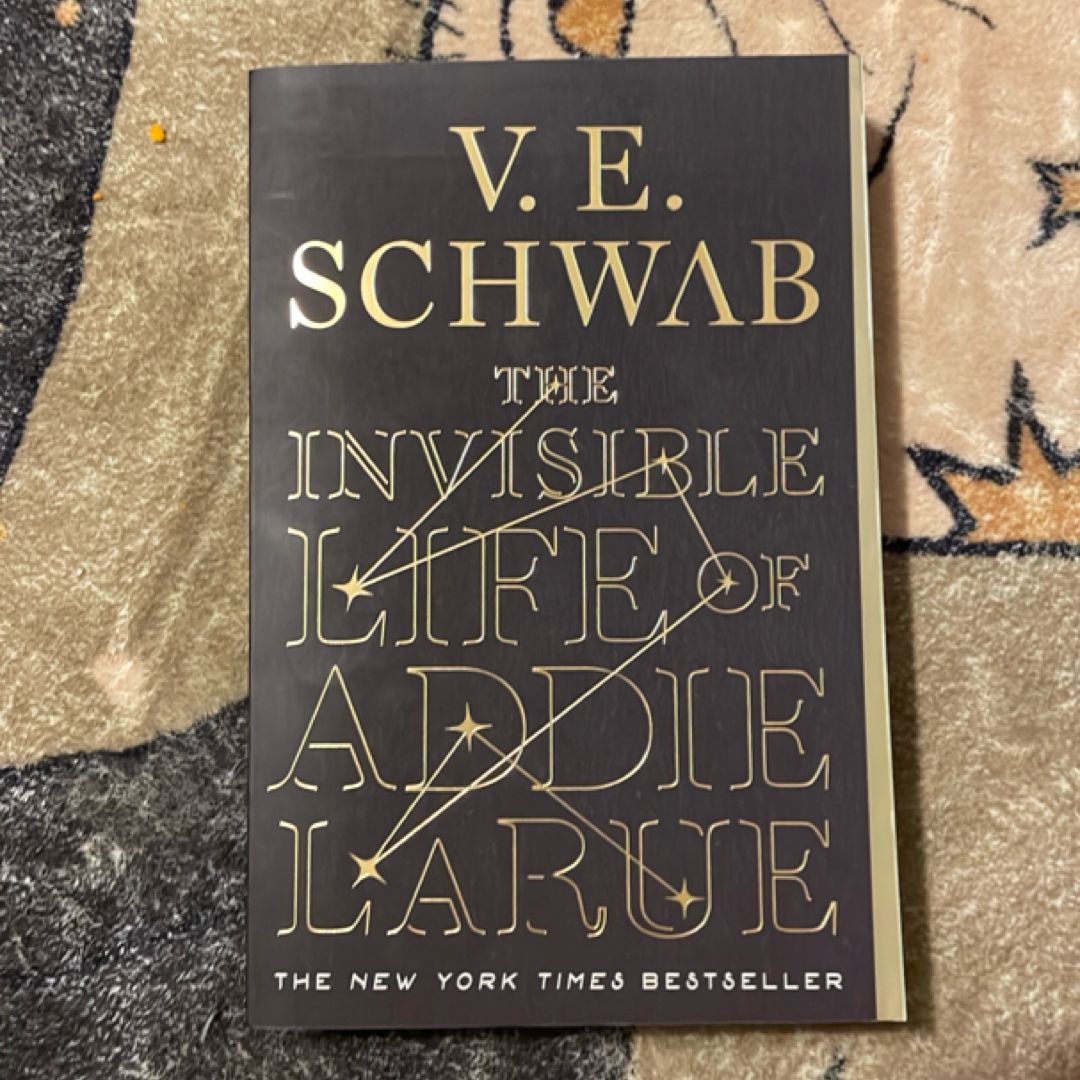 V. E.
SCHWAB
THE
INVISIBLE
LIFE OF
ADDIE
LARUE
THE NEW YORK TIMES BESTSELLER